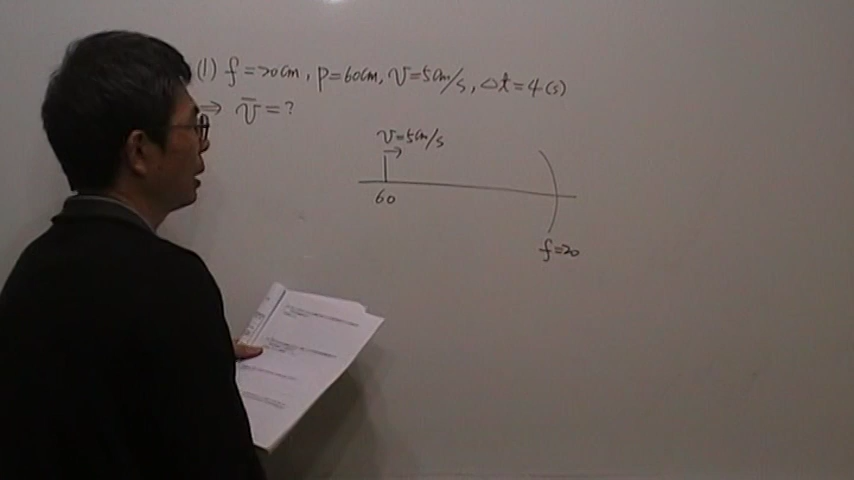 (1) f=20cm, p=60cm, v=5cm/s, Δt=4(s)
⇒ v̄=?
v=5cm/s
60
f=20